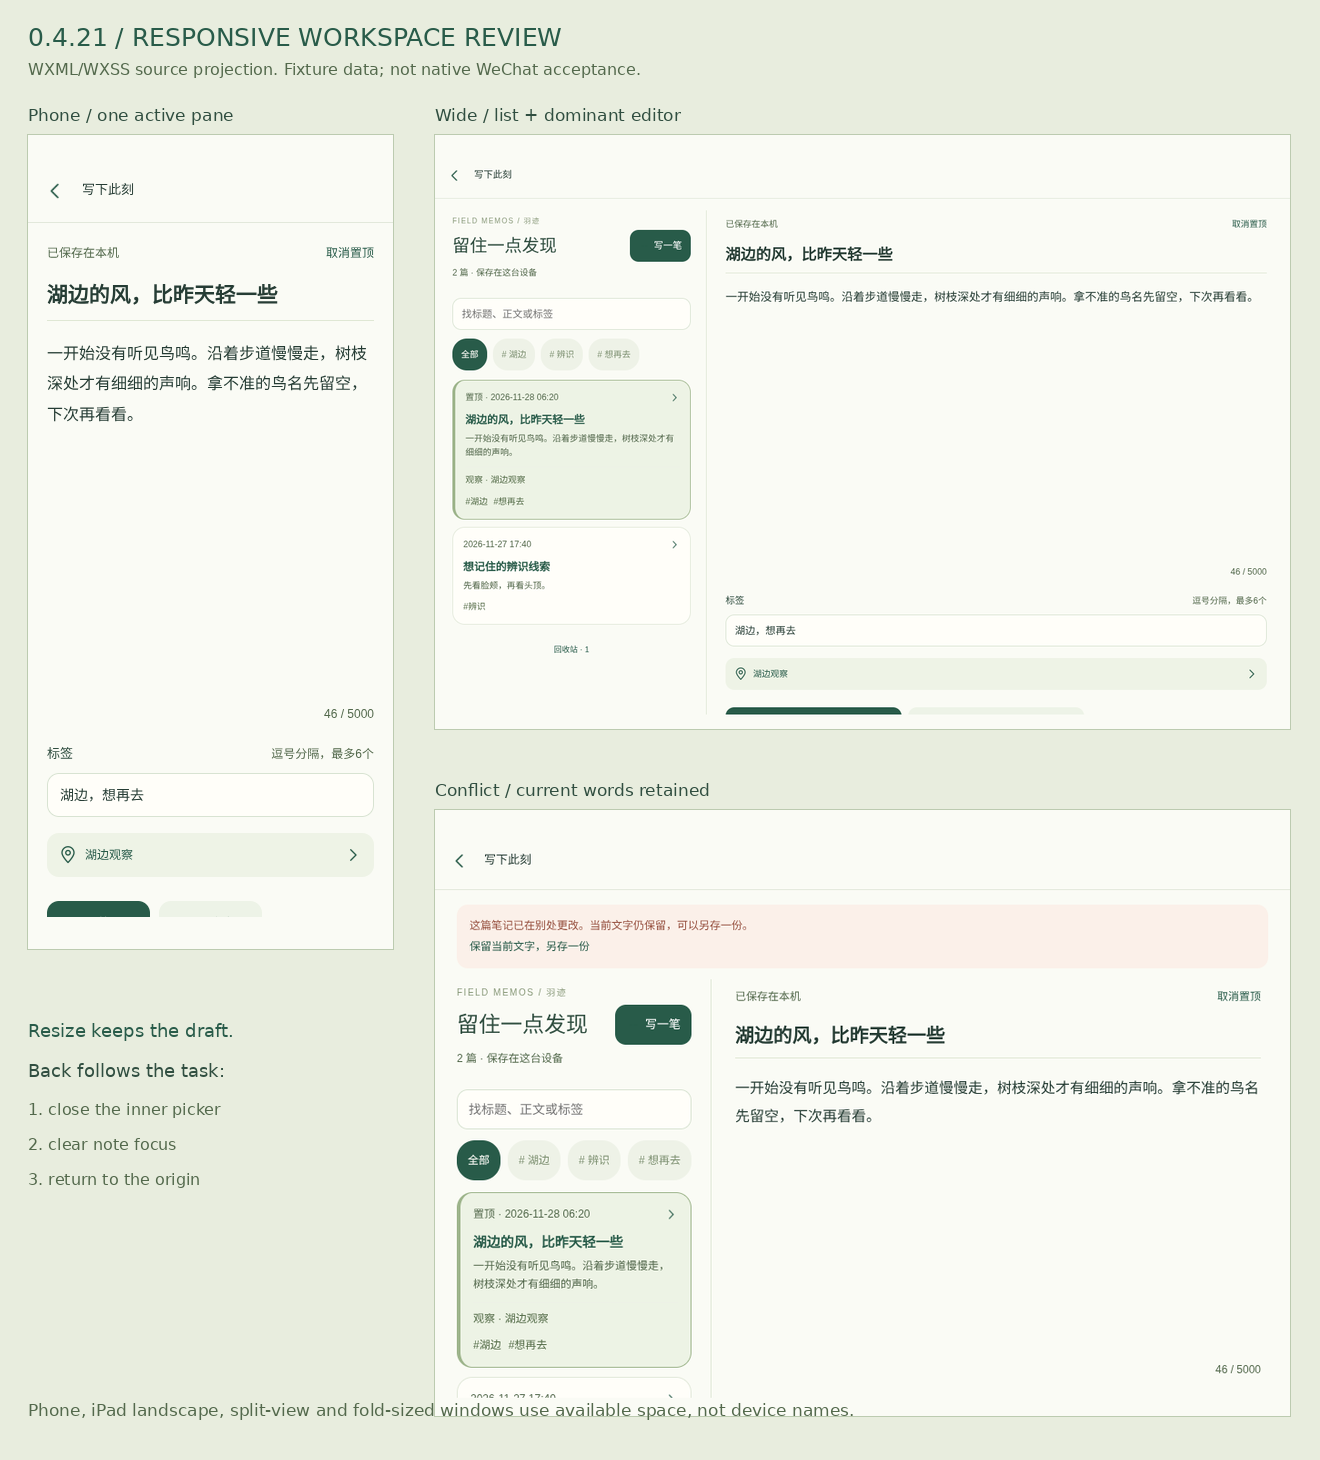 0.4.21 / RESPONSIVE WORKSPACE REVIEW
WXML/WXSS source projection. Fixture data; not native WeChat acceptance.
Phone / one active pane
写下此刻
已保存在本机
取消置顶
湖边的风，比昨天轻一些
一开始没有听见鸟鸣。沿着步道慢慢走，树枝
深处才有细细的声响。拿不准的鸟名先留空，
下次再看看。
46 / 5000
标签
逗号分隔，最多6个
湖边，想再去
湖边观察
Wide / list + dominant editor
写下此刻
FIELD MEMOS / 羽迹
留住一点发现
写一笔
2 篇 · 保存在这台设备
找标题、正文或标签
全部
# 湖边
# 辨识
# 想再去
置顶 · 2026-11-28 06:20
湖边的风，比昨天轻一些
一开始没有听见鸟鸣。沿着步道慢慢走，树枝深处才有
细细的声响。
观察 · 湖边观察
#湖边 #想再去
2026-11-27 17:40
想记住的辨识线索
先看脸颊，再看头顶。
#辨识
回收站 · 1
已保存在本机
取消置顶
湖边的风，比昨天轻一些
一开始没有听见鸟鸣。沿着步道慢慢走，树枝深处才有细细的声响。拿不准的鸟名先留空，下次再看看。
46 / 5000
标签
逗号分隔，最多6个
湖边，想再去
湖边观察
Conflict / current words retained
写下此刻
这篇笔记已在别处更改。当前文字仍保留，可以另存一份。
保留当前文字，另存一份
FIELD MEMOS / 羽迹
留住一点发现
写一笔
2 篇 · 保存在这台设备
找标题、正文或标签
全部
# 湖边
# 辨识
# 想再去
置顶 · 2026-11-28 06:20
湖边的风，比昨天轻一些
一开始没有听见鸟鸣。沿着步道慢慢走，
树枝深处才有细细的声响。
观察 · 湖边观察
#湖边 #想再去
2026-11-27 17:40
已保存在本机
取消置顶
湖边的风，比昨天轻一些
一开始没有听见鸟鸣。沿着步道慢慢走，树枝深处才有细细的声响。拿不准的鸟名
先留空，下次再看看。
46 / 5000
Resize keeps the draft.
Back follows the task:
1. close the inner picker
2. clear note focus
3. return to the origin
Phone, iPad landscape, split-view and fold-sized windows use available space, not device names.